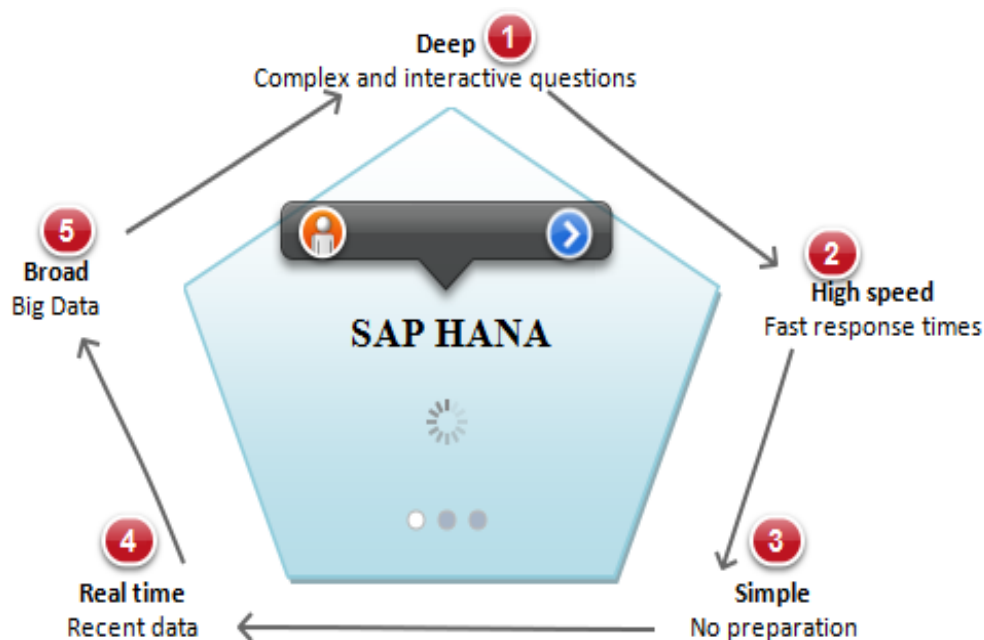 1
Deep
Complex and interactive questions
2
High speed
Fast response times
3
Simple
No preparation
4
Real time
Recent data
5
Broad
Big Data
SAP HANA